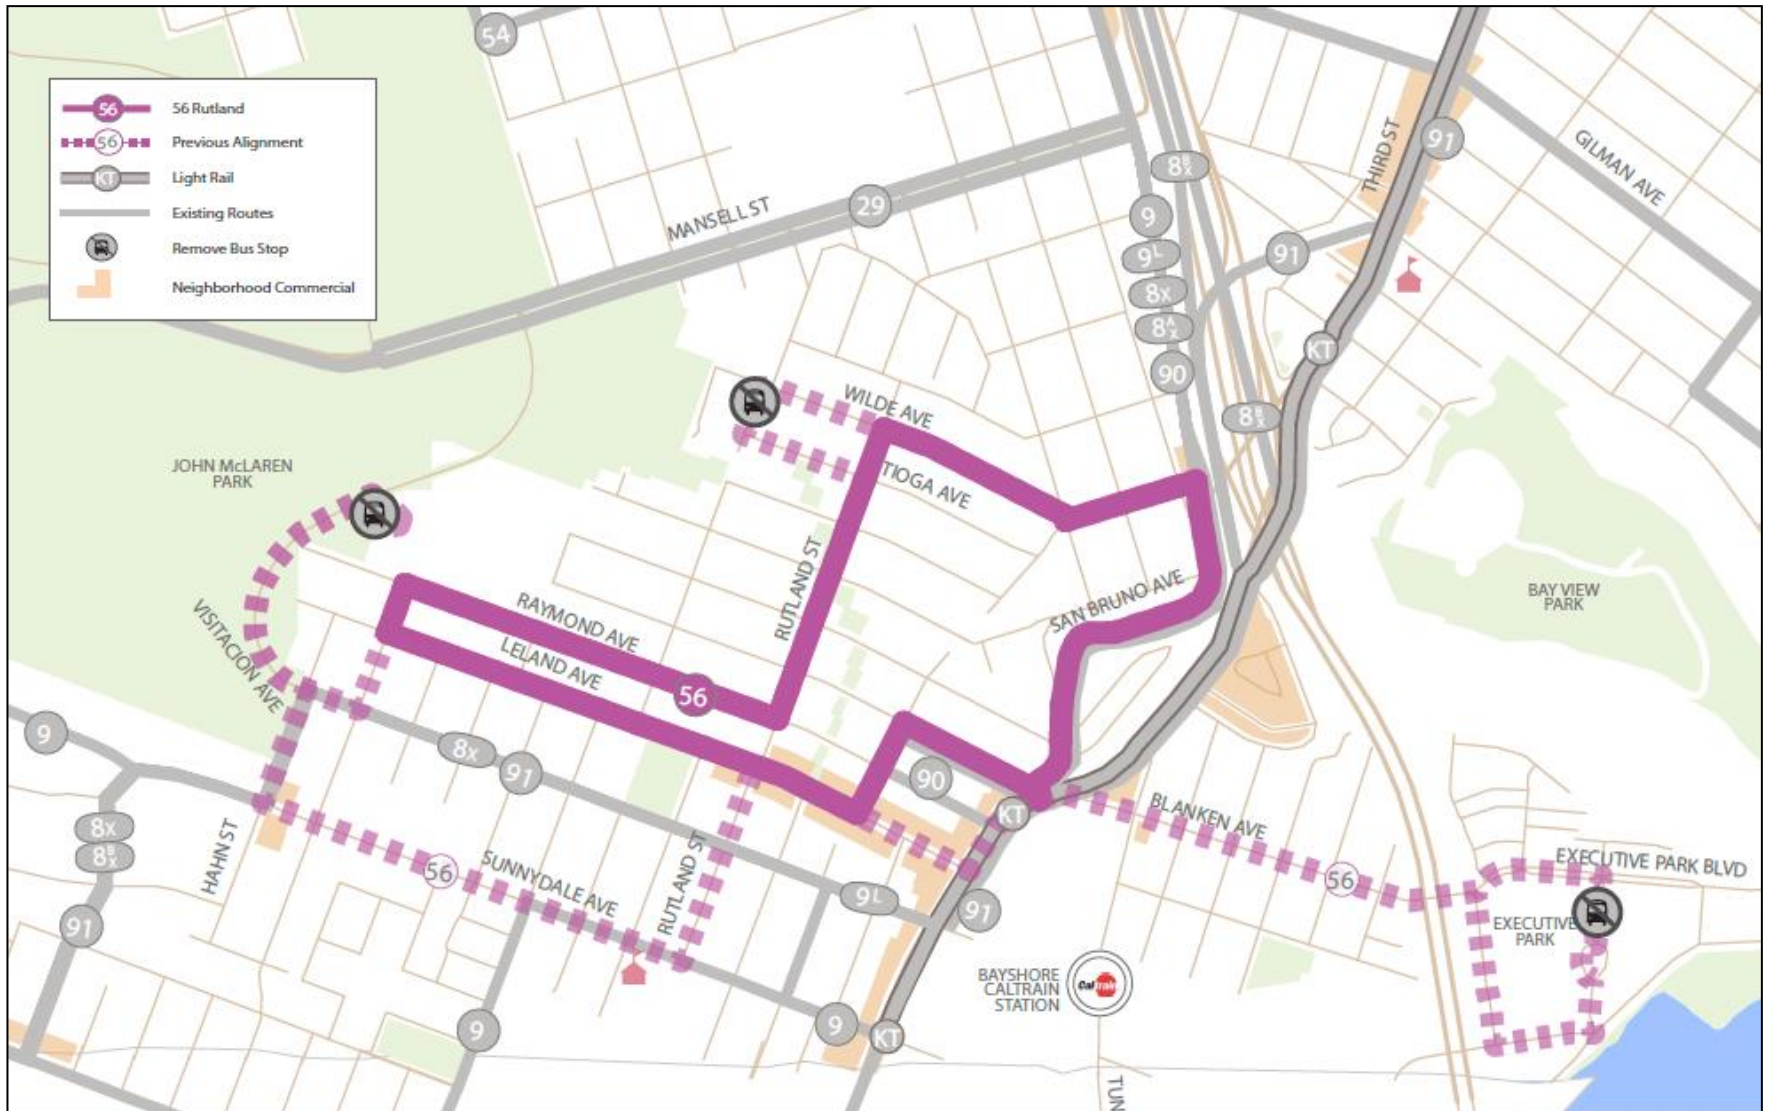 54
56
56 Rutland
56
Previous Alignment
KT
Light Rail
Existing Routes
Remove Bus Stop
Neighborhood Commercial
THIRD ST
91
GILMAN AVE
8BX
MANSELL ST
29
9
9L
91
8X
8AX
KT
90
WILDE AVE
8BX
JOHN McLAREN
PARK
TIOGA AVE
RUTLAND ST
SAN BRUNO AVE
BAY VIEW
PARK
VISITACION AVE
RAYMOND AVE
LELAND AVE
56
9
8X
91
90
KT
BLANKEN AVE
8X
8BX
HAHN ST
56
SUNNYDALE AVE
RUTLAND ST
9L
91
56
EXECUTIVE PARK BLVD
EXECUTIVE
PARK
91
9
9
KT
BAYSHORE
CALTRAIN
STATION
Caltrain
TUN